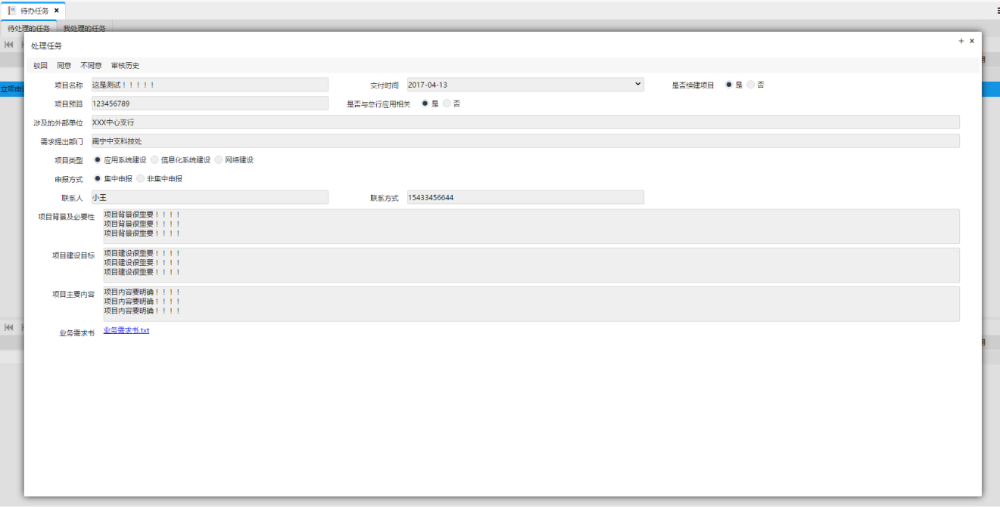 待办任务 ×
待处理的任务 我处理的任务
处理任务 + ×
驳回 同意 不同意 审核历史
项目名称 这是测试！！！！！ 交付时间 2017-04-13 是否续建项目 是 否
立项申
项目预算 123456789 是否与总行应用相关 是 否
涉及的外部单位 XXX中心支行
需求提出部门 南宁中支科技处
项目类型 应用系统建设 信息化系统建设 网络建设
申报方式 集中申报 非集中申报
联系人 小王 联系方式 15433456644
项目背景及必要性 项目背景很重要！！！！
项目背景很重要！！！！
项目背景很重要！！！！
项目建设目标 项目建设很重要！！！！
项目建设很重要！！！！
项目建设很重要！！！！
项目主要内容 项目内容要明确！！！！
项目内容要明确！！！！
项目内容要明确！！！！
业务需求书 业务需求书.txt